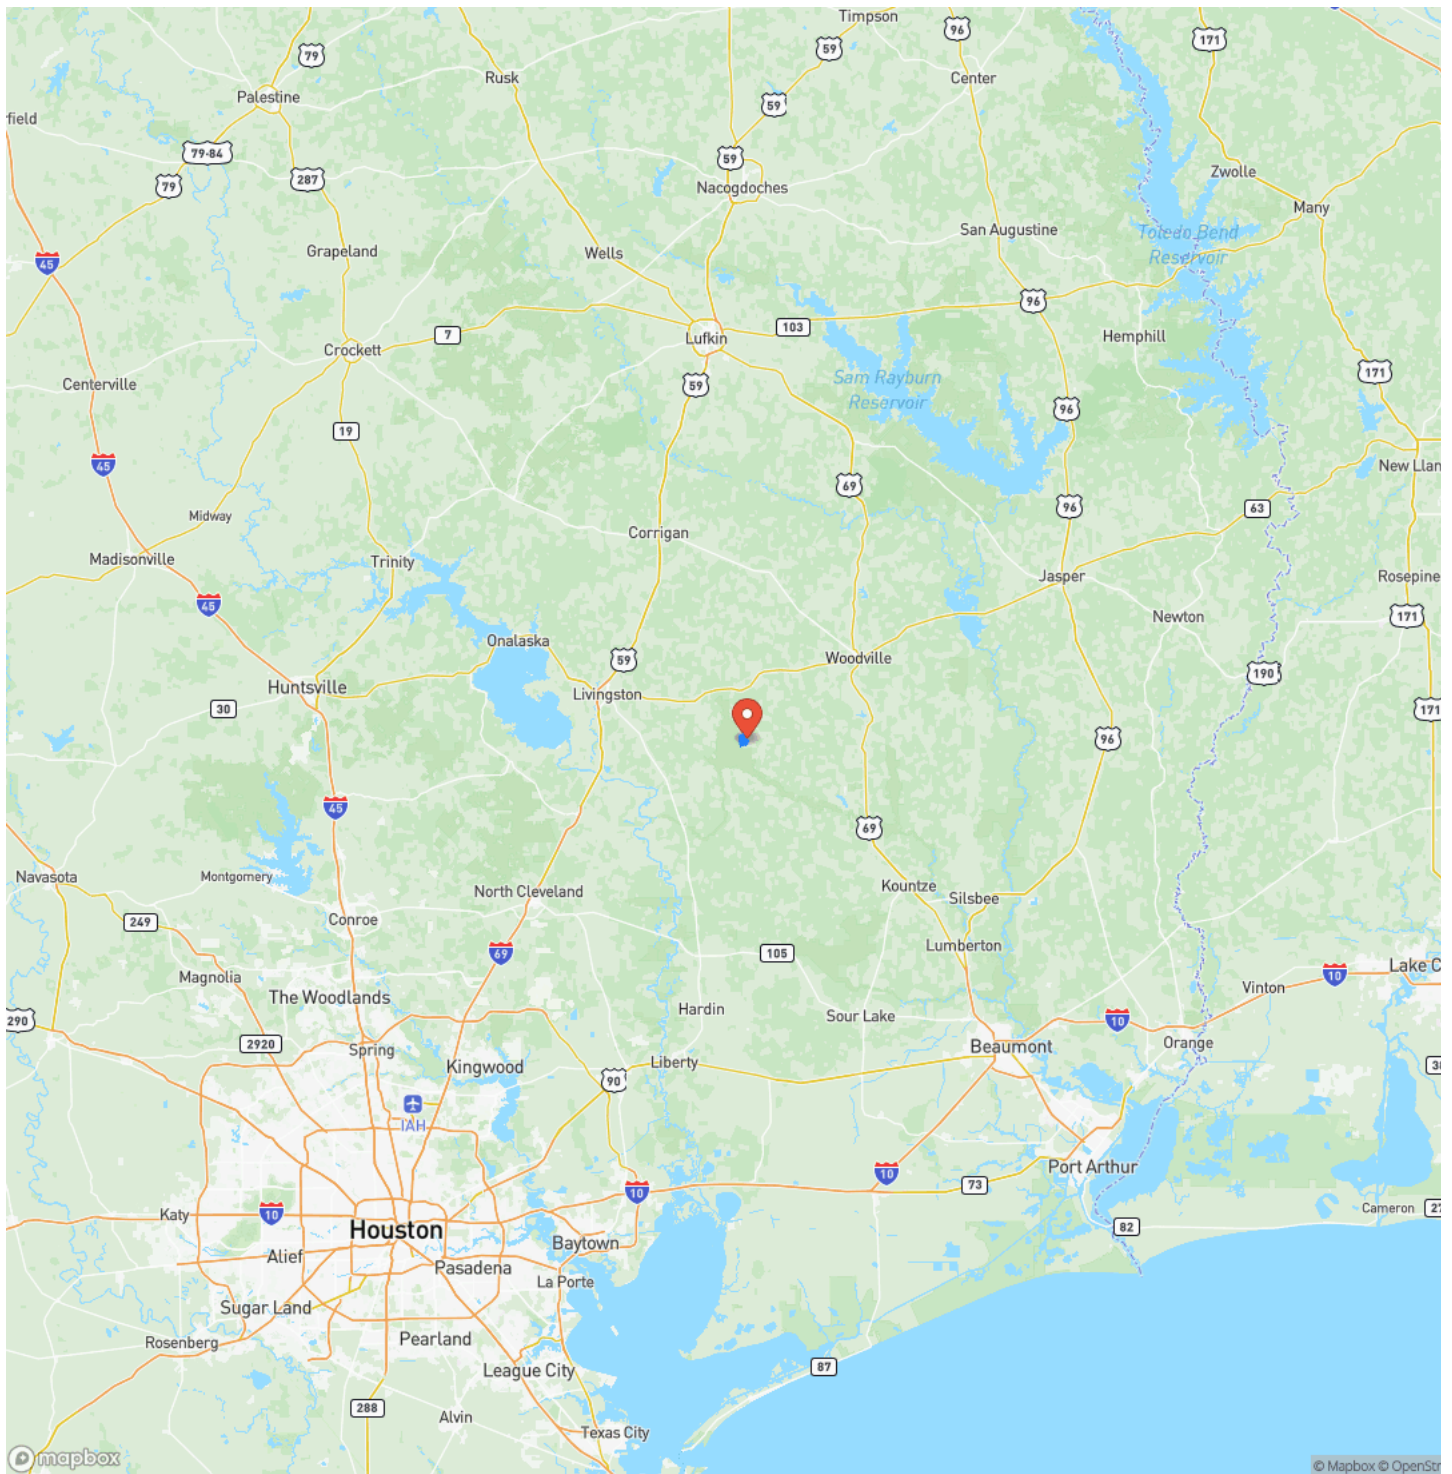 Timpson
59
96
171
79
Rusk
Center
Palestine
59
rfield
79-84
59
Zwolle
287
79
Nacogdoches
Many
San Augustine
Toledo Bend
Reservoir
Grapeland
Wells
45
96
7
103
Hemphill
Lufkin
Crockett
Sam Rayburn
Reservoir
171
59
Centerville
96
19
45
69
New Llan
96
63
Midway
Corrigan
Madisonville
Trinity
Jasper
Rosepine
45
Newton
171
Onalaska
59
Woodville
190
Huntsville
Livingston
30
171
96
45
69
Navasota
Montgomery
North Cleveland
Kountze
Silsbee
249
Conroe
Lumberton
69
105
Lake C
Magnolia
10
The Woodlands
Vinton
Hardin
Sour Lake
290
10
2920
Spring
Beaumont
Orange
Kingwood
Liberty
38
90
IAH
Port Arthur
10
73
10
Katy
10
Cameron
27
82
Houston
Alief
Baytown
Pasadena
La Porte
Sugar Land
Rosenberg
Pearland
League City
87
288
Alvin
Texas City
mapbox
© Mapbox © OpenStr